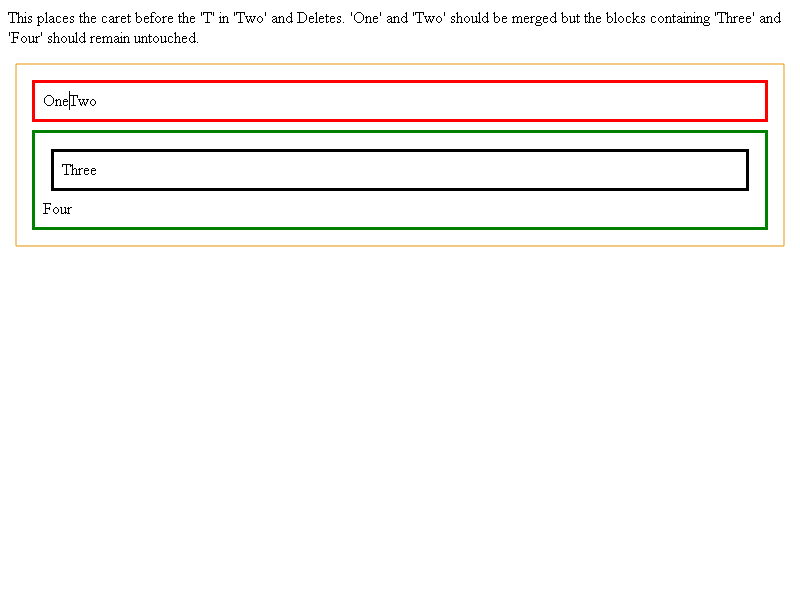 This places the caret before the 'T' in 'Two' and Deletes. 'One' and 'Two' should be merged but the blocks containing 'Three' and
'Four' should remain untouched.
OneTwo
Three
Four